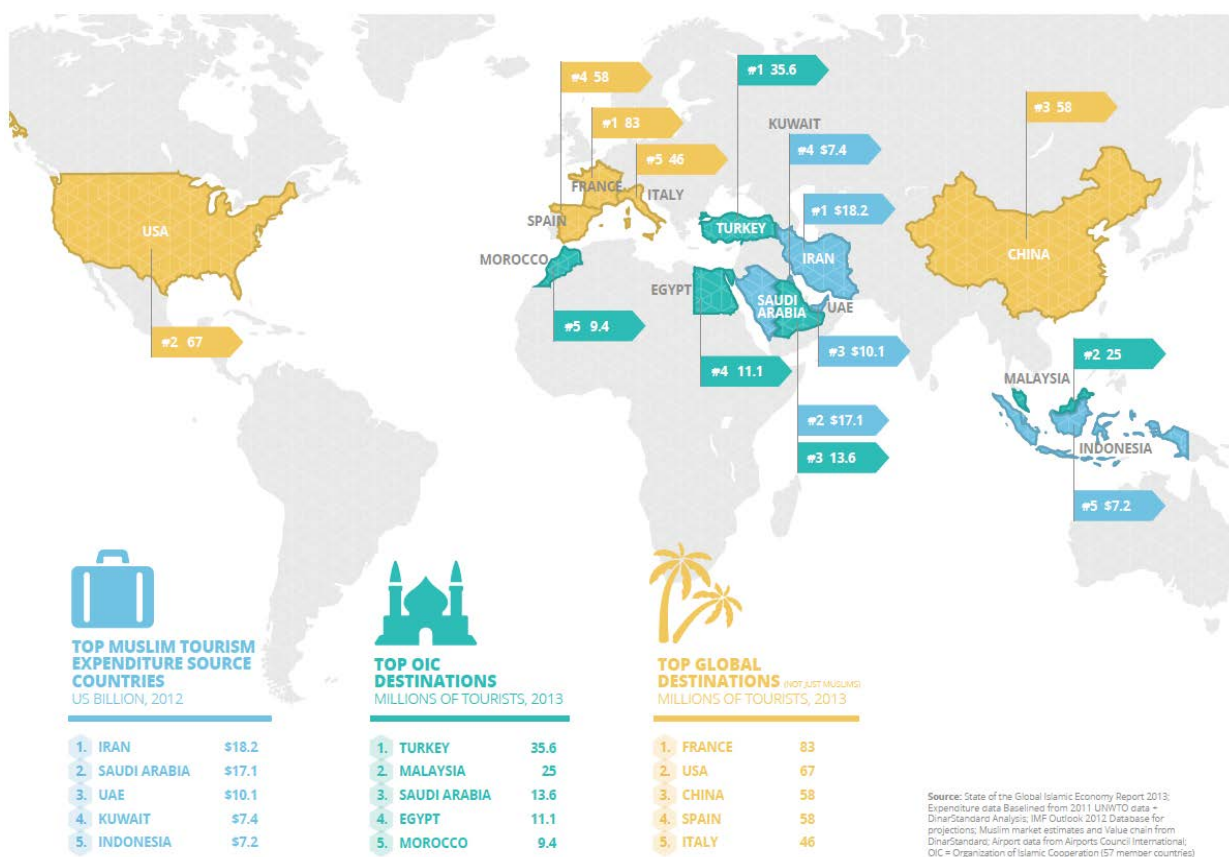 #4 58
#1 35.6
#1 83
#3 58
KUWAIT
#4 $7.4
#5 46
FRANCE
ITALY
#1 $18.2
SPAIN
USA
TURKEY
MOROCCO
IRAN
CHINA
EGYPT
SAUDI
ARABIA
UAE
#5 9.4
#2 67
#3 $10.1
#2 25
#4 11.1
MALAYSIA
#2 $17.1
INDONESIA
#3 13.6
#5 $7.2
TOP MUSLIM TOURISM
EXPENDITURE SOURCE
COUNTRIES
US BILLION, 2012
1. IRAN $18.2
2. SAUDI ARABIA $17.1
3. UAE $10.1
4. KUWAIT $7.4
5. INDONESIA $7.2
TOP OIC
DESTINATIONS
MILLIONS OF TOURISTS, 2013
1. TURKEY 35.6
2. MALAYSIA 25
3. SAUDI ARABIA 13.6
4. EGYPT 11.1
5. MOROCCO 9.4
TOP GLOBAL
DESTINATIONS (NOT JUST MUSLIMS)
MILLIONS OF TOURISTS, 2013
1. FRANCE 83
2. USA 67
3. CHINA 58
4. SPAIN 58
5. ITALY 46
Source: State of the Global Islamic Economy Report 2013;
Expenditure data Baselined from 2011 UNWTO data +
DinarStandard Analysis; IMF Outlook 2012 Database for
projections; Muslim market estimates and Value chain from
DinarStandard; Airport data from Airports Council International;
OIC = Organization of Islamic Cooperation (57 member countries)